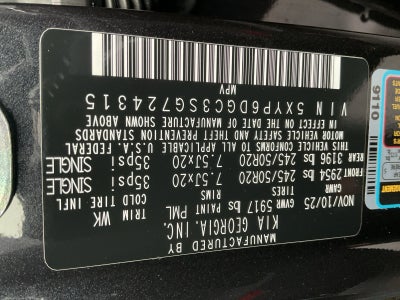 MANUFACTURED BY
KIA GEORGIA, INC.
NOV/10/25 GVWR 5917 lbs PAINT PML TRIM WK
GAWR TIRES RIMS COLD TIRE INFL
FRONT 2954 lbs 245/50R20 7.5Jx20 35psi SINGLE
REAR 3196 lbs 245/50R20 7.5Jx20 35psi SINGLE
THIS VEHICLE CONFORMS TO ALL APPLICABLE U.S.A. FEDERAL
MOTOR VEHICLE SAFETY AND THEFT PREVENTION STANDARDS
IN EFFECT ON THE DATE OF MANUFACTURE SHOWN ABOVE
VIN 5XYP6DGC3SG724315
MPV
9110